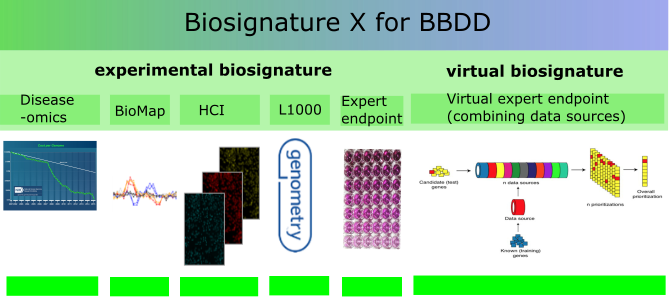 Biosignature X for BBDD
experimental biosignature
virtual biosignature
Disease
-omics
BioMap
HCI
L1000
Expert
endpoint
Virtual expert endpoint
(combining data sources)
genometry
Candidate (test)
genes
n data sources
n prioritizations
Overall
prioritization
Data source
Known (training)
genes